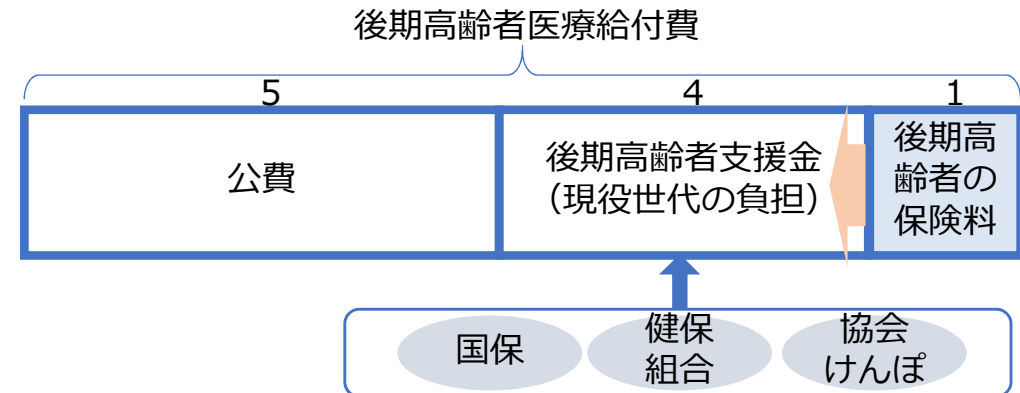 後期高齢者医療給付費
5
4
1
公費
後期高齢者支援金
（現役世代の負担）
後期高
齢者の
保険料
国保
健保
組合
協会
けんぽ